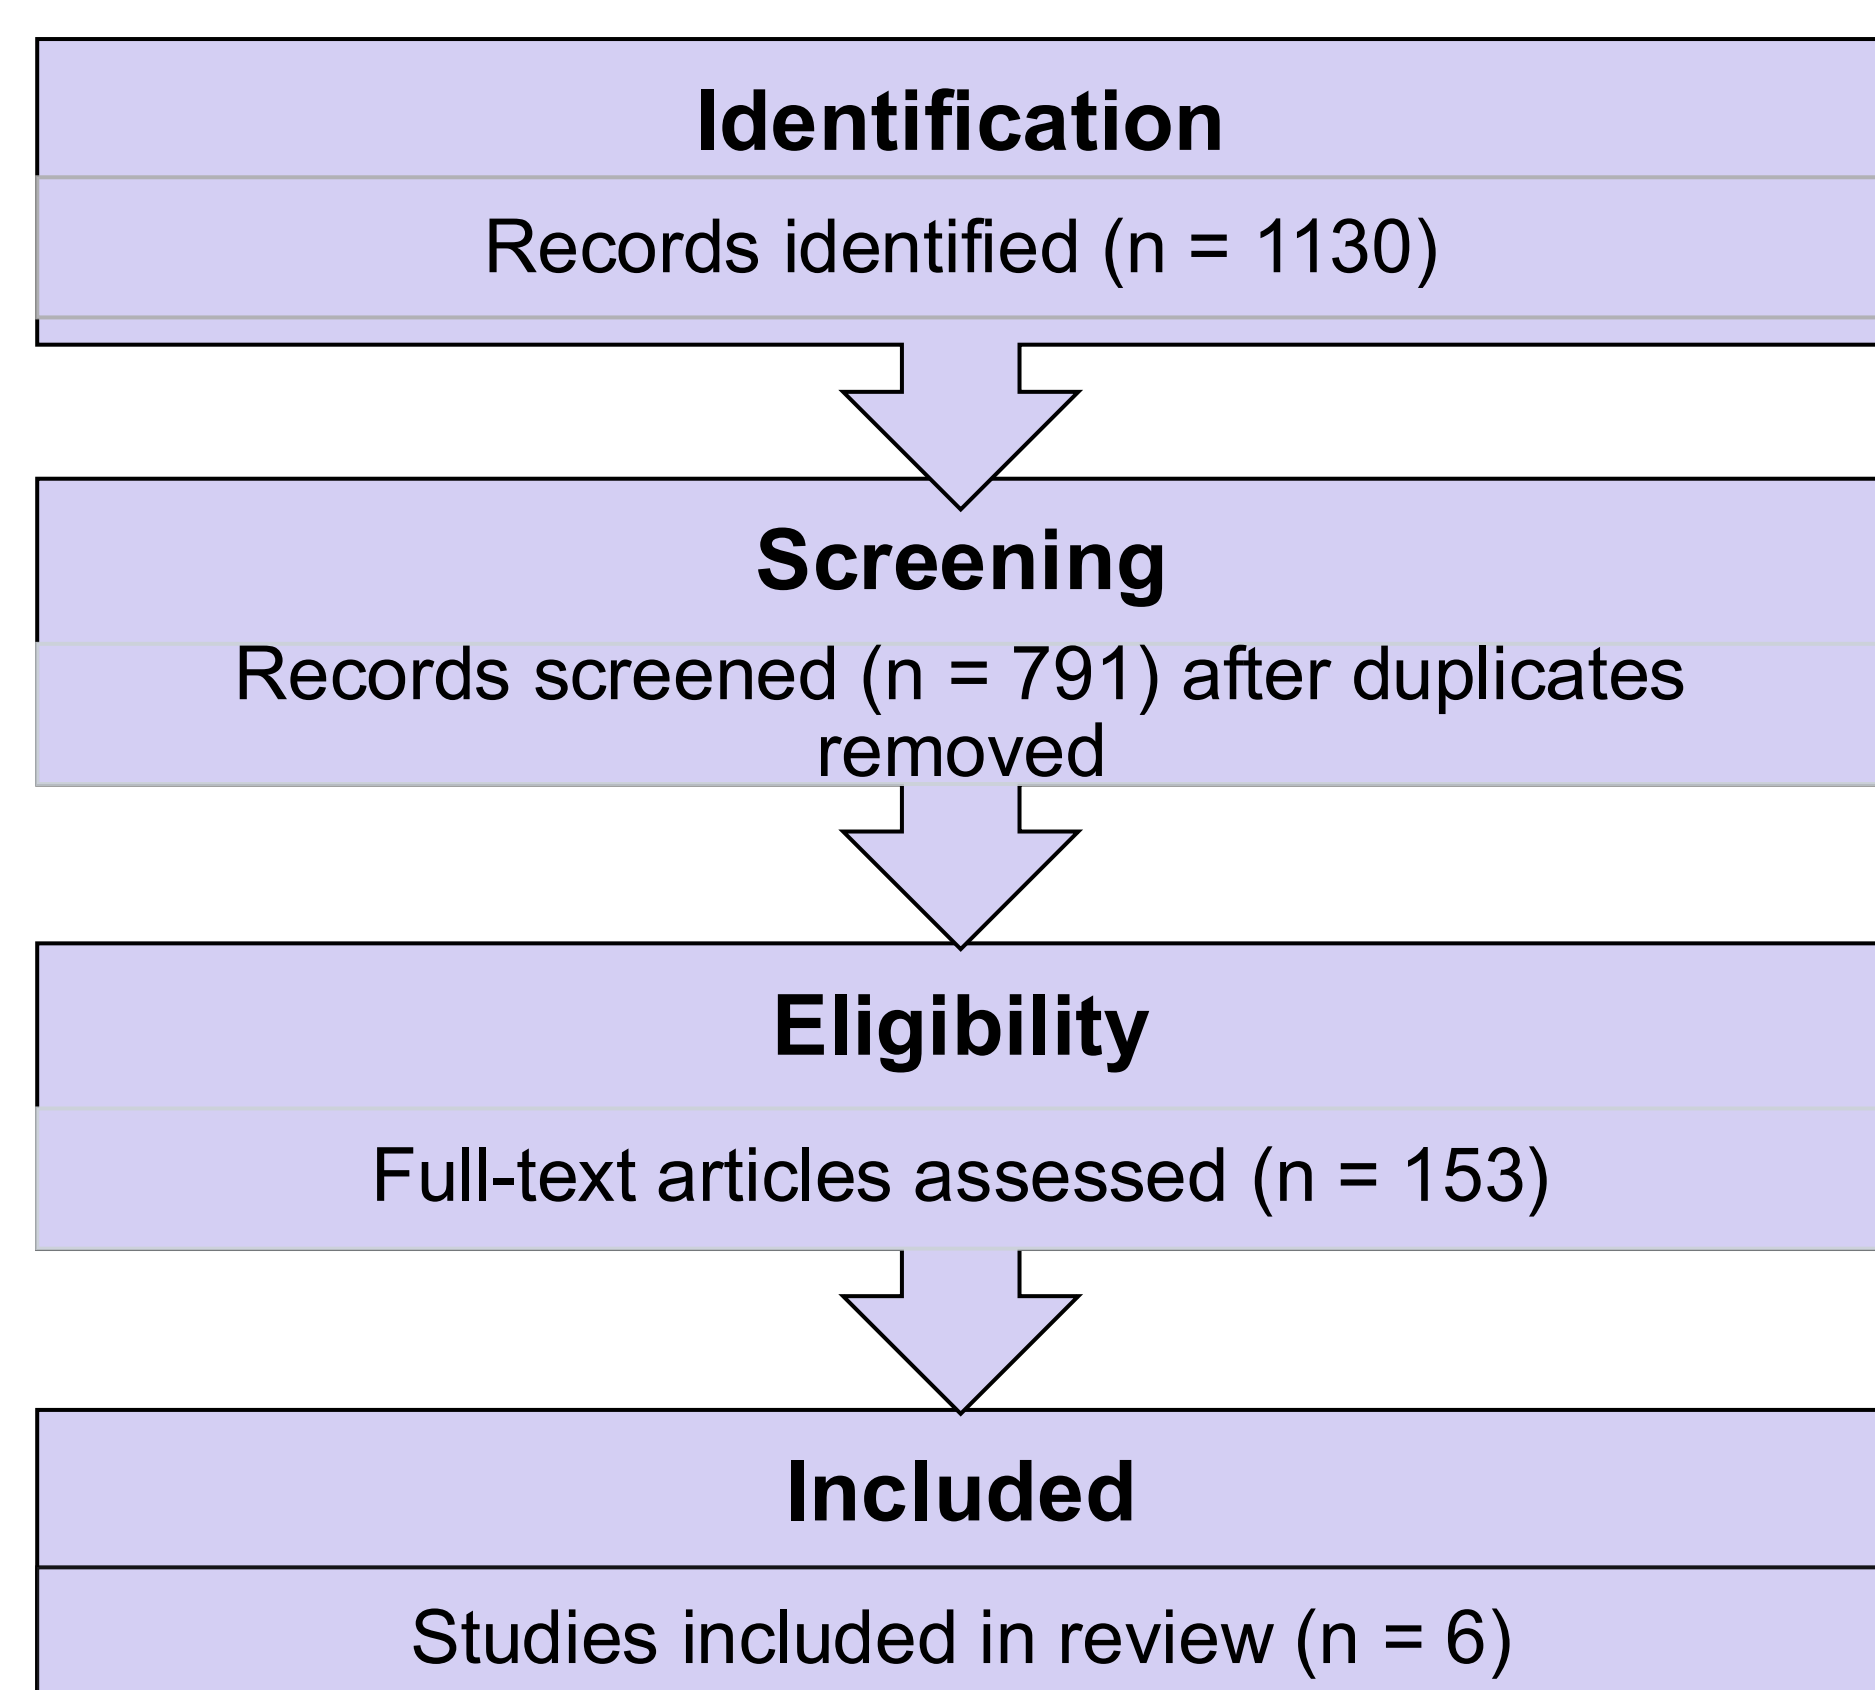 Identification
Records identified (n = 1130)
Screening
Records screened (n = 791) after duplicates
removed
Eligibility
Full-text articles assessed (n = 153)
Included
Studies included in review (n = 6)